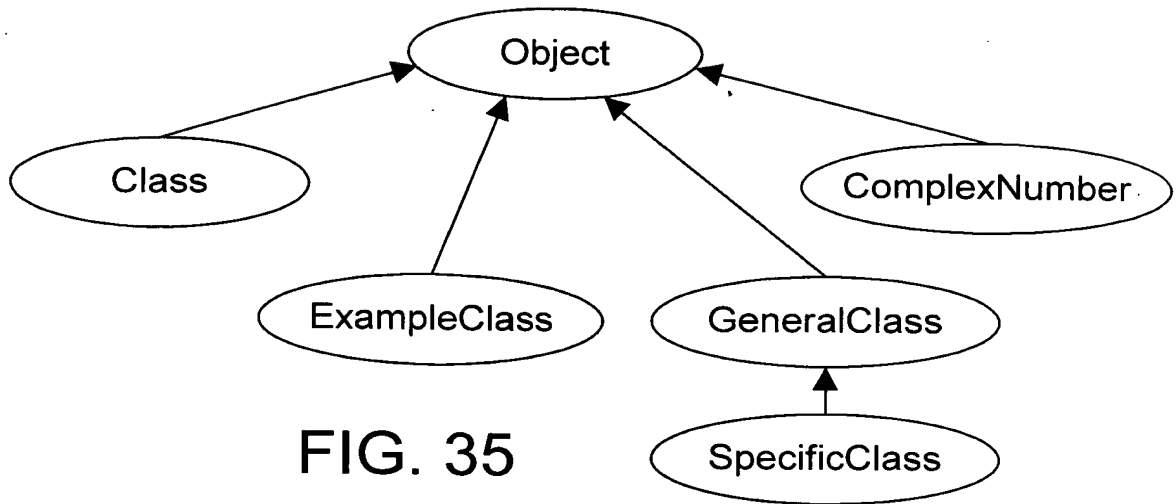 Object
Class
ComplexNumber
ExampleClass
GeneralClass
FIG. 35
SpecificClass